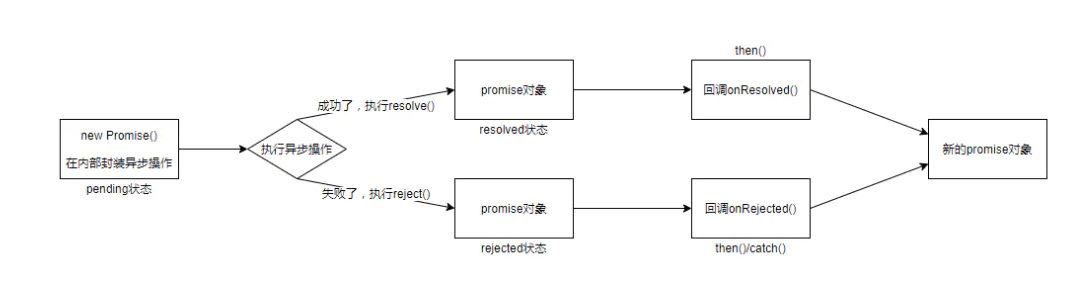 new Promise()
在内部封装异步操作
pending状态
执行异步操作
成功了，执行resolve()
promise对象
resolved状态
then()
回调onResolved()
失败了，执行reject()
promise对象
rejected状态
回调onRejected()
then()/catch()
新的promise对象